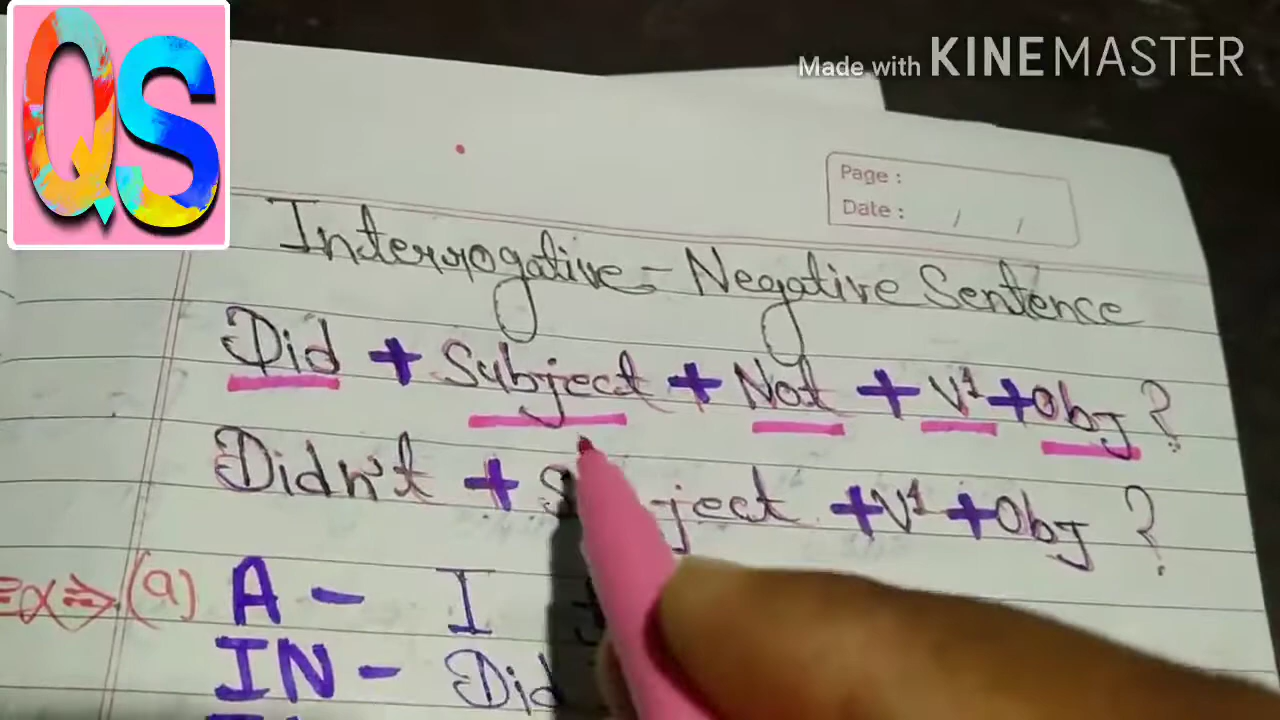 QS
Made with KINEMASTER
Page :
Date : / /
Interrogative - Negative Sentence
Did + Subject + Not + V¹ + Obj ?
Didn't + S ject + V¹ + Obj ?
Ex ⇒ (a) A - I
IN - Did